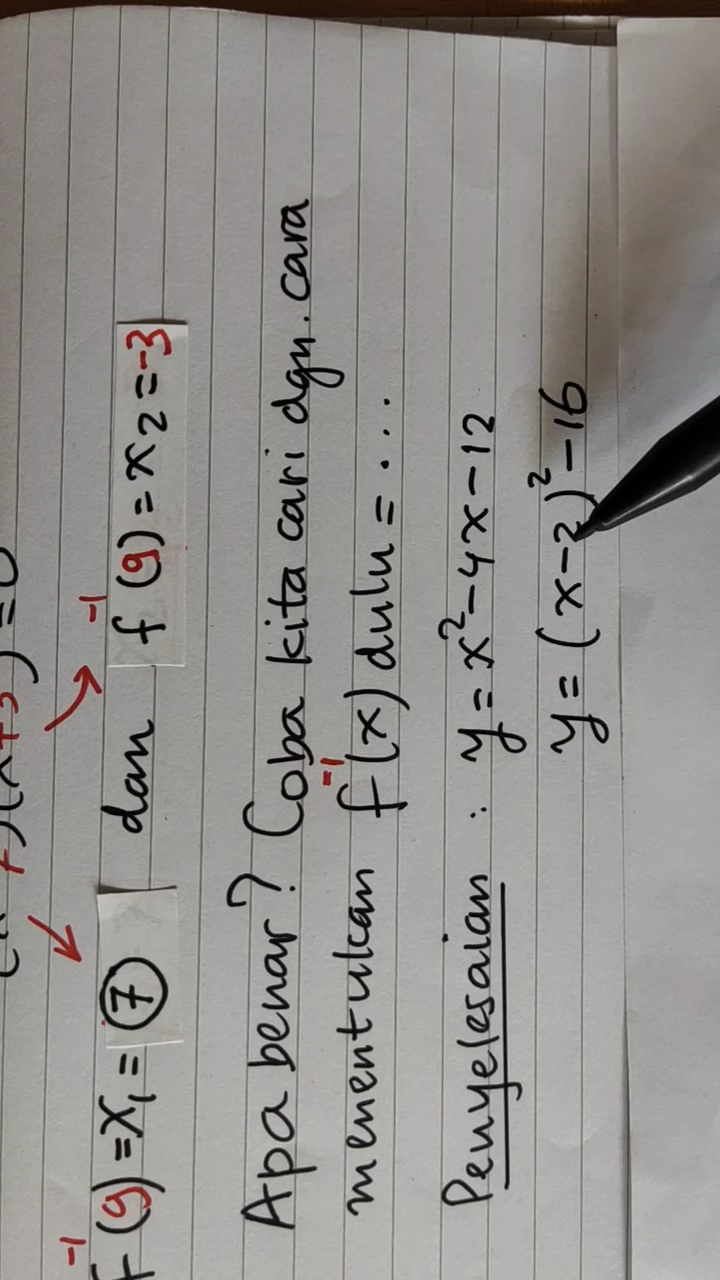 f⁻¹(9)=x₁=7 dan f⁻¹(9)=x₂=-3
Apa benar? Coba kita cari dgn. cara
menentukan f⁻¹(x) dulu = ...
Penyelesaian : y=x²-4x-12
y=(x-2)²-16